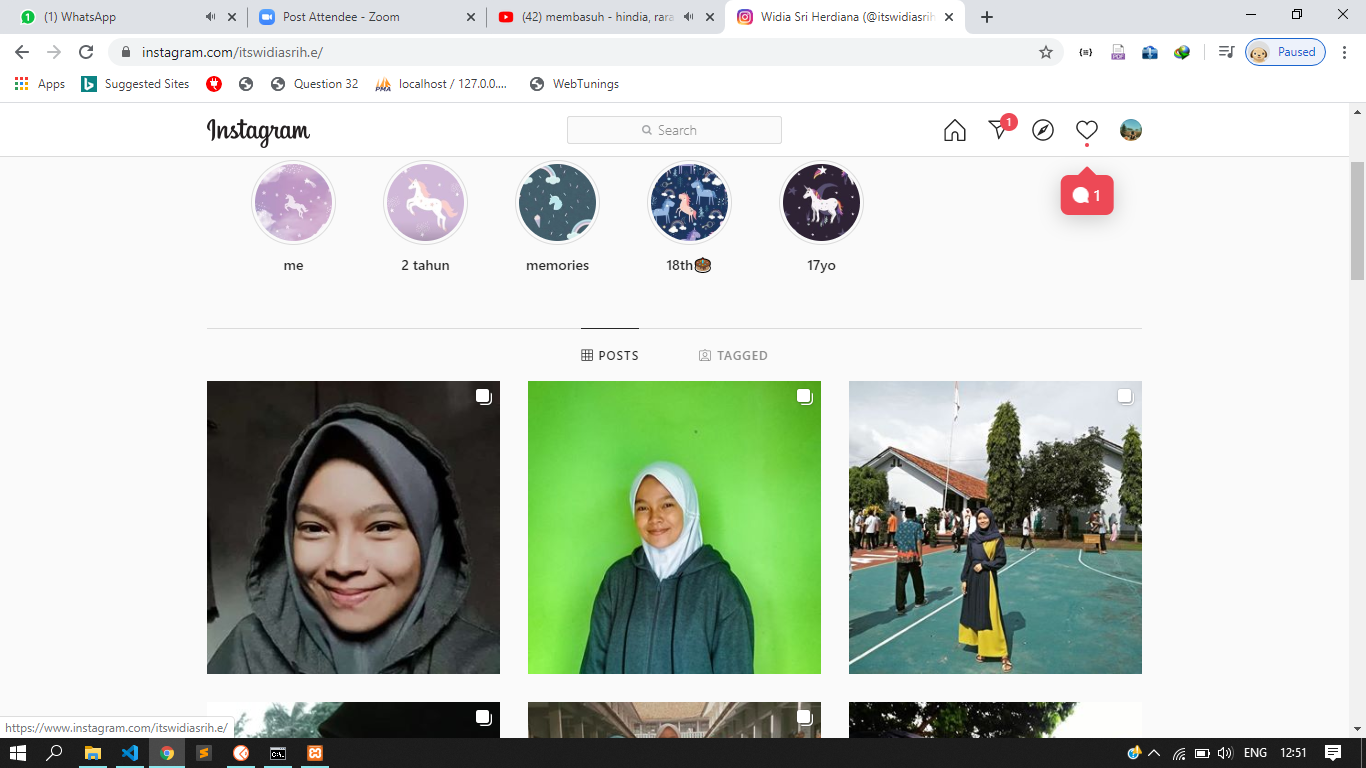 (1) WhatsApp
Post Attendee - Zoom
(42) membasuh - hindia, rara
Widia Sri Herdiana (@itswidiasrih
instagram.com/itswidiasrih.e/
Paused
Apps
Suggested Sites
Question 32
localhost / 127.0.0....
WebTunings
Instagram
Search
1
1
me
2 tahun
memories
18th
17yo
POSTS
TAGGED
https://www.instagram.com/itswidiasrih.e/
ENG
12:51